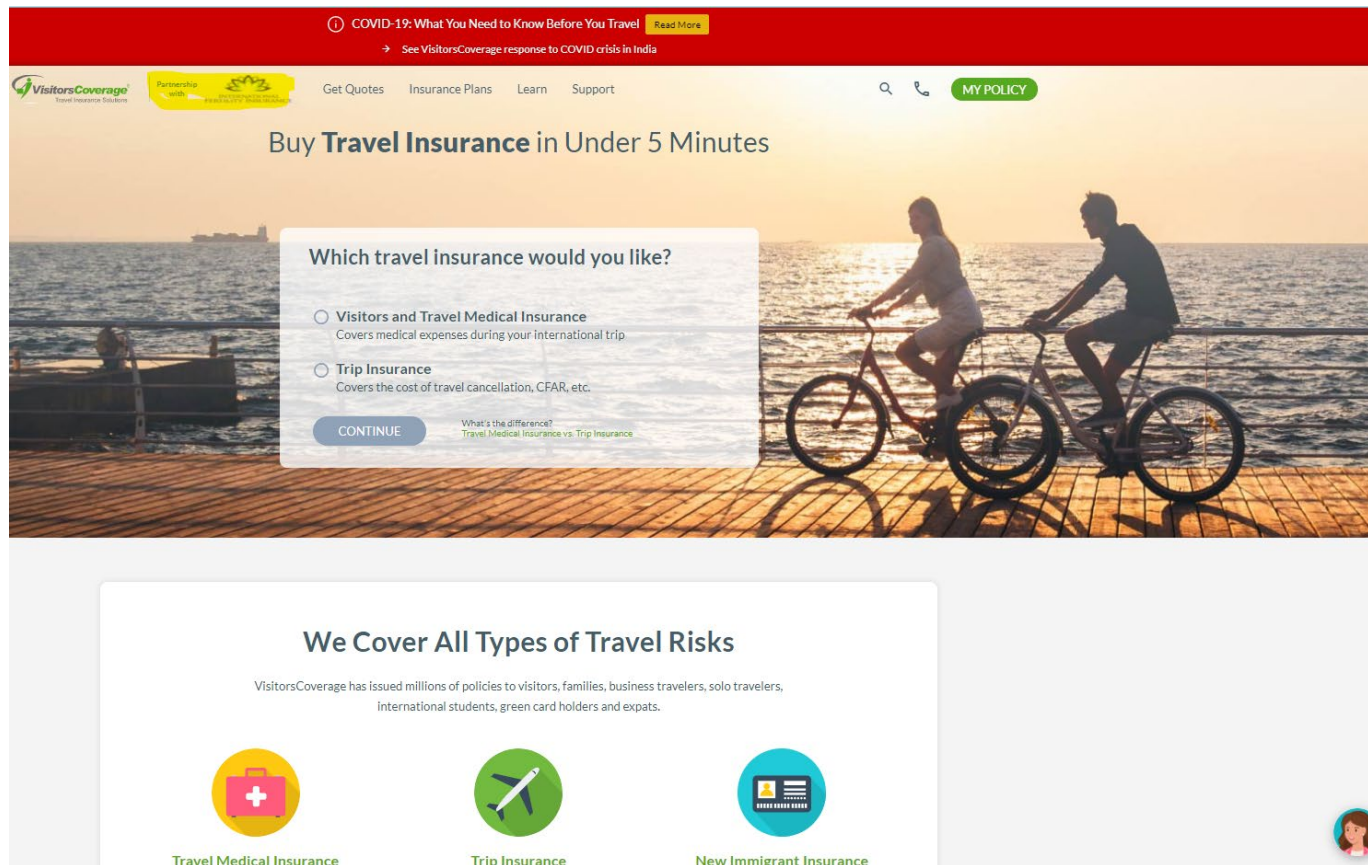 COVID-19: What You Need to Know Before You Travel Read More
→ See VisitorsCoverage response to COVID crisis in India
VisitorsCoverage®
Travel Insurance Solutions
Partnership
with
INTERNATIONAL
FERTILITY INSURANCE
Get Quotes Insurance Plans Learn Support MY POLICY
Buy Travel Insurance in Under 5 Minutes
Which travel insurance would you like?
Visitors and Travel Medical Insurance
Covers medical expenses during your international trip
Trip Insurance
Covers the cost of travel cancellation, CFAR, etc.
CONTINUE
What's the difference?
Travel Medical Insurance vs. Trip Insurance
We Cover All Types of Travel Risks
VisitorsCoverage has issued millions of policies to visitors, families, business travelers, solo travelers,
international students, green card holders and expats.
Travel Medical Insurance Trip Insurance New Immigrant Insurance